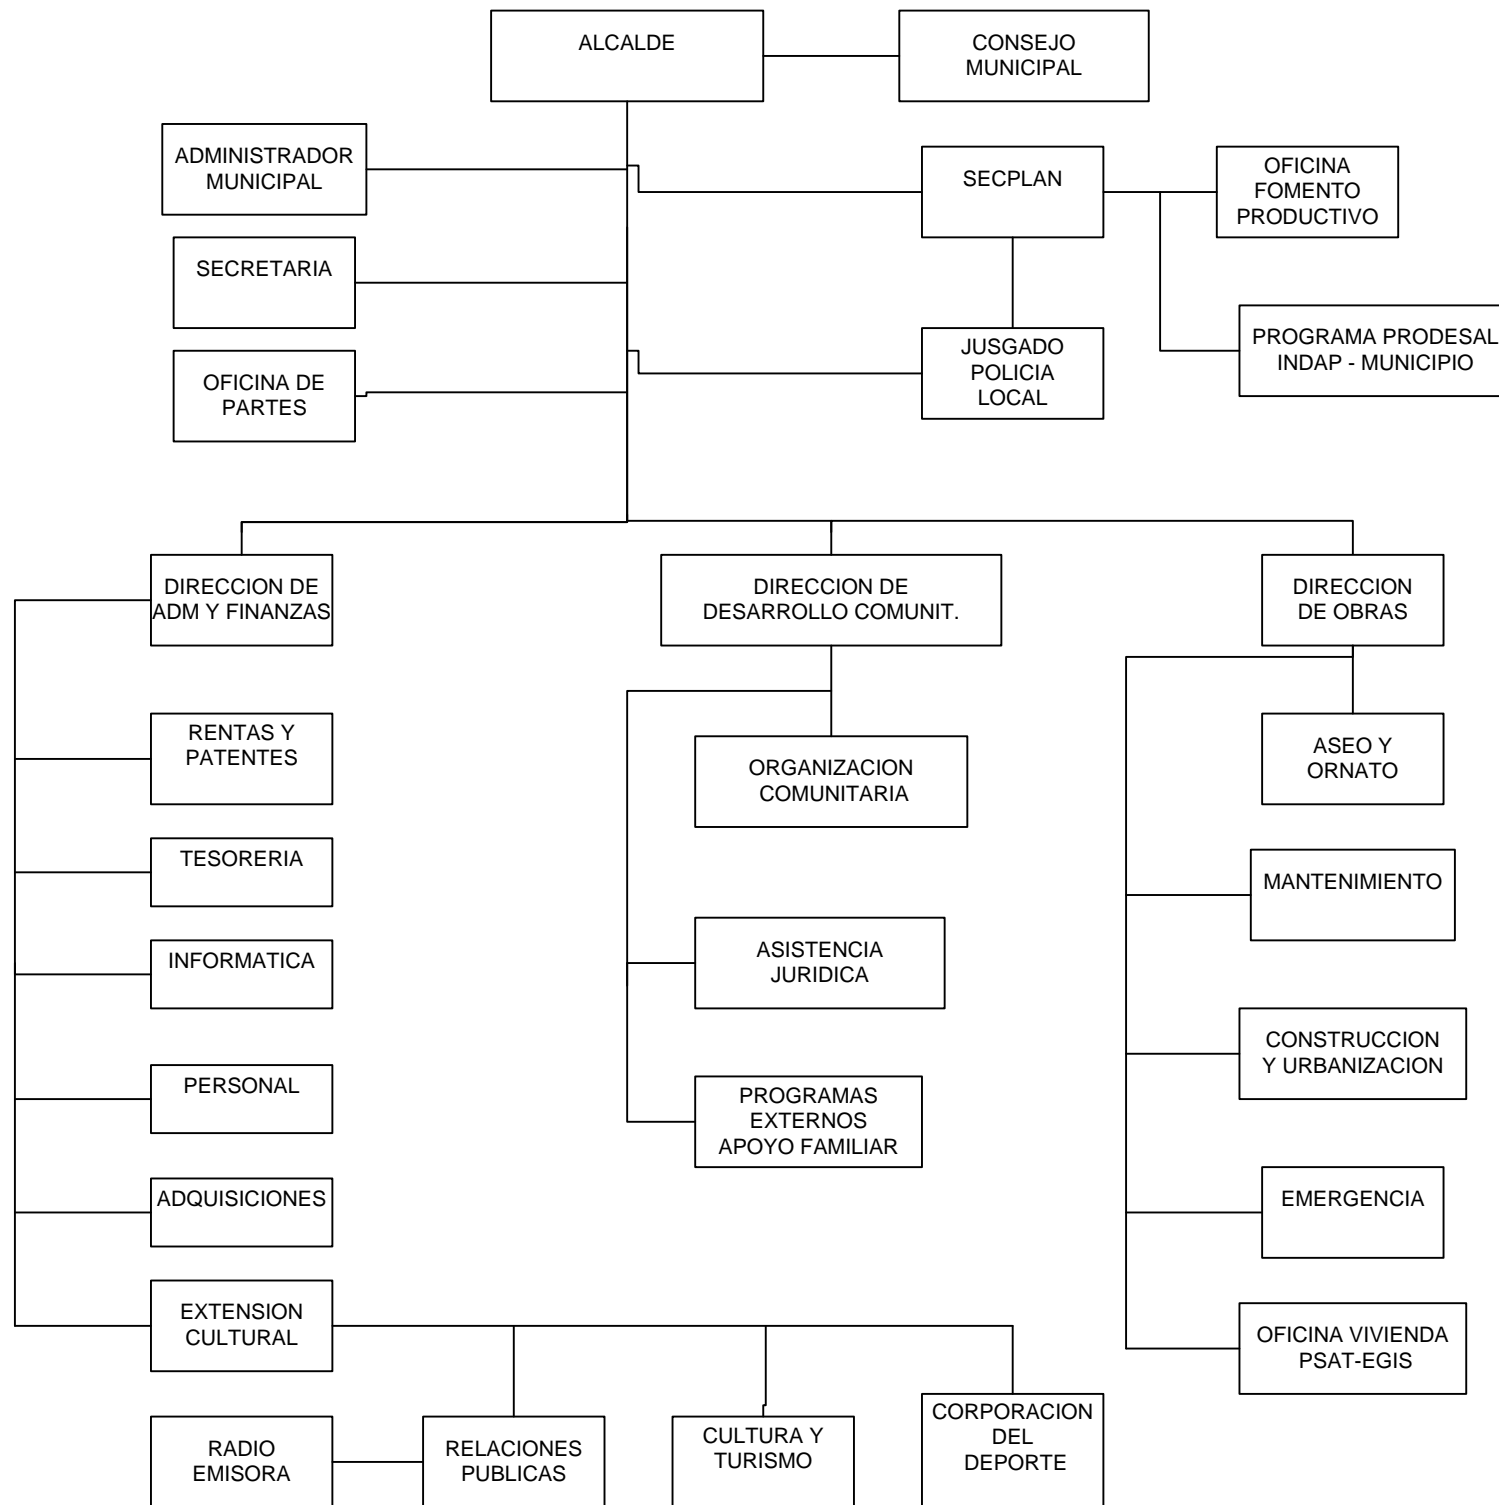 ALCALDE
CONSEJO
MUNICIPAL
ADMINISTRADOR
MUNICIPAL
SECPLAN
OFICINA
FOMENTO
PRODUCTIVO
SECRETARIA
JUSGADO
POLICIA
LOCAL
PROGRAMA PRODESAL
INDAP - MUNICIPIO
OFICINA DE
PARTES
DIRECCION DE
ADM Y FINANZAS
DIRECCION DE
DESARROLLO COMUNIT.
DIRECCION
DE OBRAS
RENTAS Y
PATENTES
TESORERIA
INFORMATICA
PERSONAL
ADQUISICIONES
EXTENSION
CULTURAL
ORGANIZACION
COMUNITARIA
ASISTENCIA
JURIDICA
PROGRAMAS
EXTERNOS
APOYO FAMILIAR
ASEO Y
ORNATO
MANTENIMIENTO
CONSTRUCCION
Y URBANIZACION
EMERGENCIA
OFICINA VIVIENDA
PSAT-EGIS
RADIO
EMISORA
RELACIONES
PUBLICAS
CULTURA Y
TURISMO
CORPORACION
DEL
DEPORTE